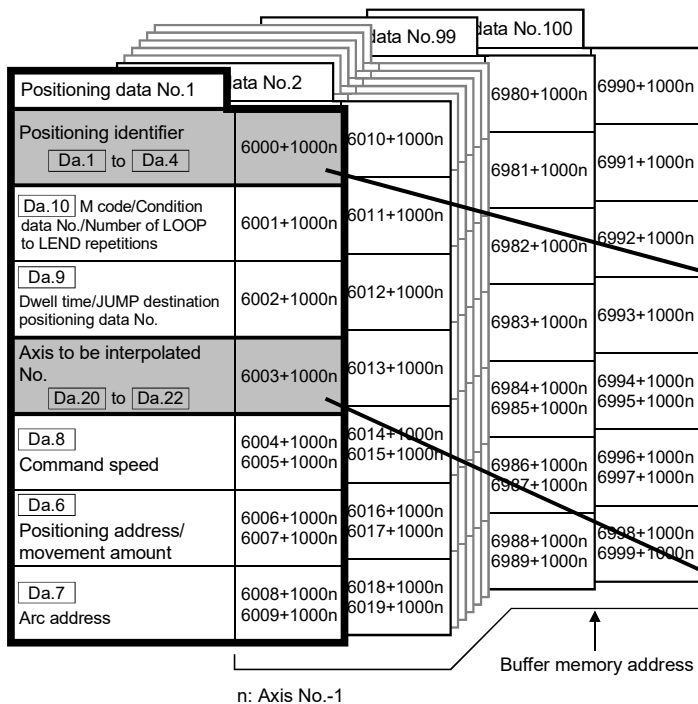 data No.100
data No.99
data No.2
Positioning data No.1
Positioning identifier
Da.1 to Da.4
6000+1000n
Da.10 M code/Condition
data No./Number of LOOP
to LEND repetitions
6001+1000n
Da.9
Dwell time/JUMP destination
positioning data No.
6002+1000n
Axis to be interpolated
No.
Da.20 to Da.22
6003+1000n
Da.8
Command speed
6004+1000n
6005+1000n
Da.6
Positioning address/
movement amount
6006+1000n
6007+1000n
Da.7
Arc address
6008+1000n
6009+1000n
6010+1000n
6011+1000n
6012+1000n
6013+1000n
6014+1000n
6015+1000n
6016+1000n
6017+1000n
6018+1000n
6019+1000n
6980+1000n
6981+1000n
6982+1000n
6983+1000n
6984+1000n
6985+1000n
6986+1000n
6987+1000n
6988+1000n
6989+1000n
6990+1000n
6991+1000n
6992+1000n
6993+1000n
6994+1000n
6995+1000n
6996+1000n
6997+1000n
6998+1000n
6999+1000n
Buffer memory address
n: Axis No.-1